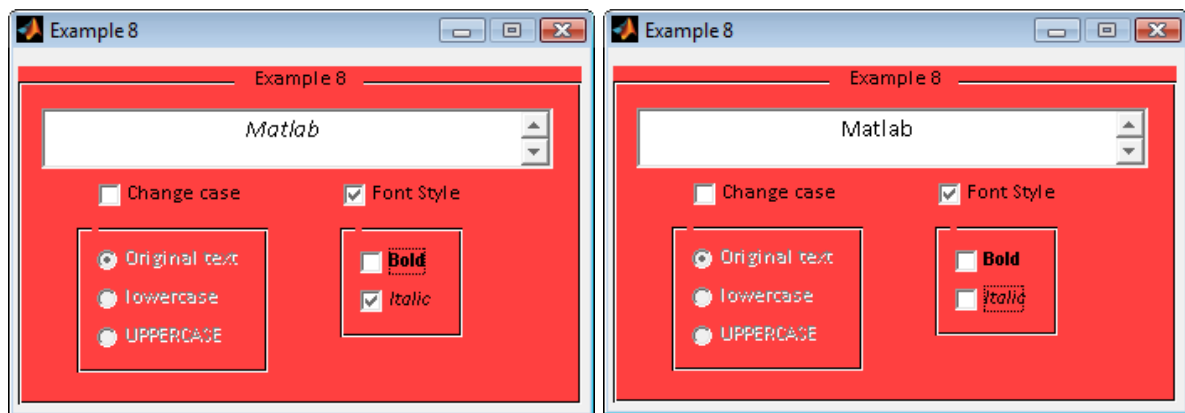 Example 8
Example 8
Matlab
Change case
Font Style
Original text
Bold
lowercase
Italic
UPPERCASE
Example 8
Example 8
Matlab
Change case
Font Style
Original text
Bold
lowercase
Italic
UPPERCASE